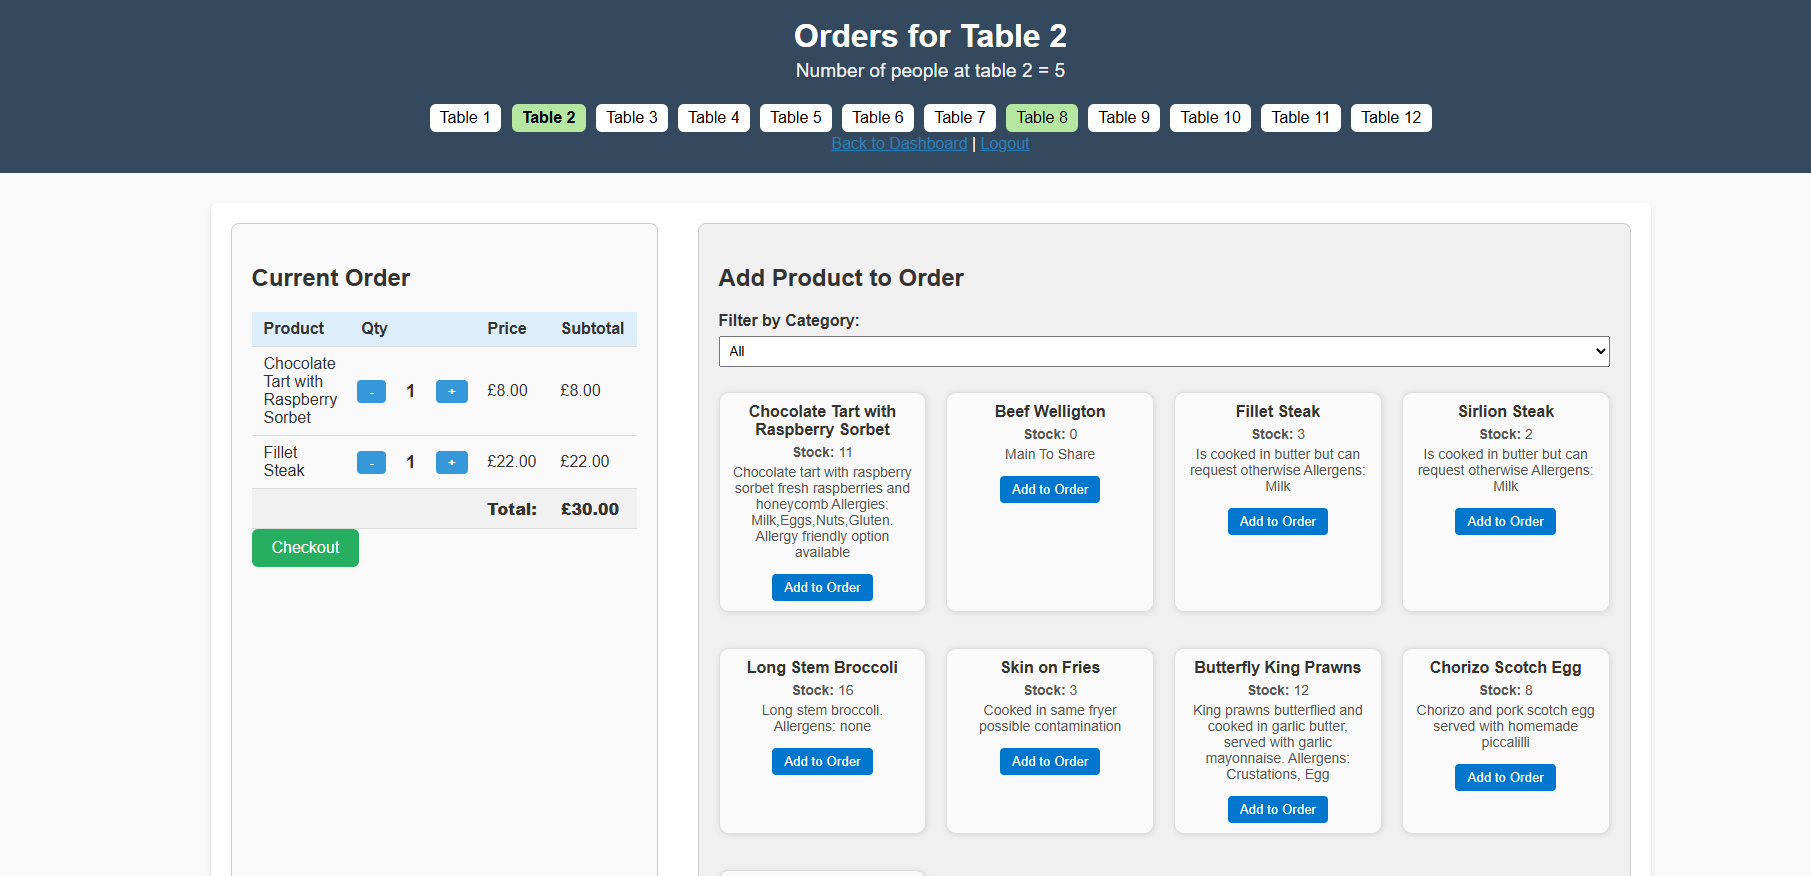 Orders for Table 2
Number of people at table 2 = 5
Table 1 Table 2 Table 3 Table 4 Table 5 Table 6 Table 7 Table 8 Table 9 Table 10 Table 11 Table 12
Back to Dashboard | Logout
Current Order
Product Qty Price Subtotal
Chocolate
Tart with
Raspberry
Sorbet
- 1 + £8.00 £8.00
Fillet
Steak
- 1 + £22.00 £22.00
Total: £30.00
Checkout
Add Product to Order
Filter by Category:
All
Chocolate Tart with
Raspberry Sorbet
Stock: 11
Chocolate tart with raspberry
sorbet fresh raspberries and
honeycomb Allergies:
Milk,Eggs,Nuts,Gluten.
Allergy friendly option
available
Add to Order
Beef Welligton
Stock: 0
Main To Share
Add to Order
Fillet Steak
Stock: 3
Is cooked in butter but can
request otherwise Allergens:
Milk
Add to Order
Sirlion Steak
Stock: 2
Is cooked in butter but can
request otherwise Allergens:
Milk
Add to Order
Long Stem Broccoli
Stock: 16
Long stem broccoli.
Allergens: none
Add to Order
Skin on Fries
Stock: 3
Cooked in same fryer
possible contamination
Add to Order
Butterfly King Prawns
Stock: 12
King prawns butterflied and
cooked in garlic butter,
served with garlic
mayonnaise. Allergens:
Crustations, Egg
Add to Order
Chorizo Scotch Egg
Stock: 8
Chorizo and pork scotch egg
served with homemade
piccalilli
Add to Order